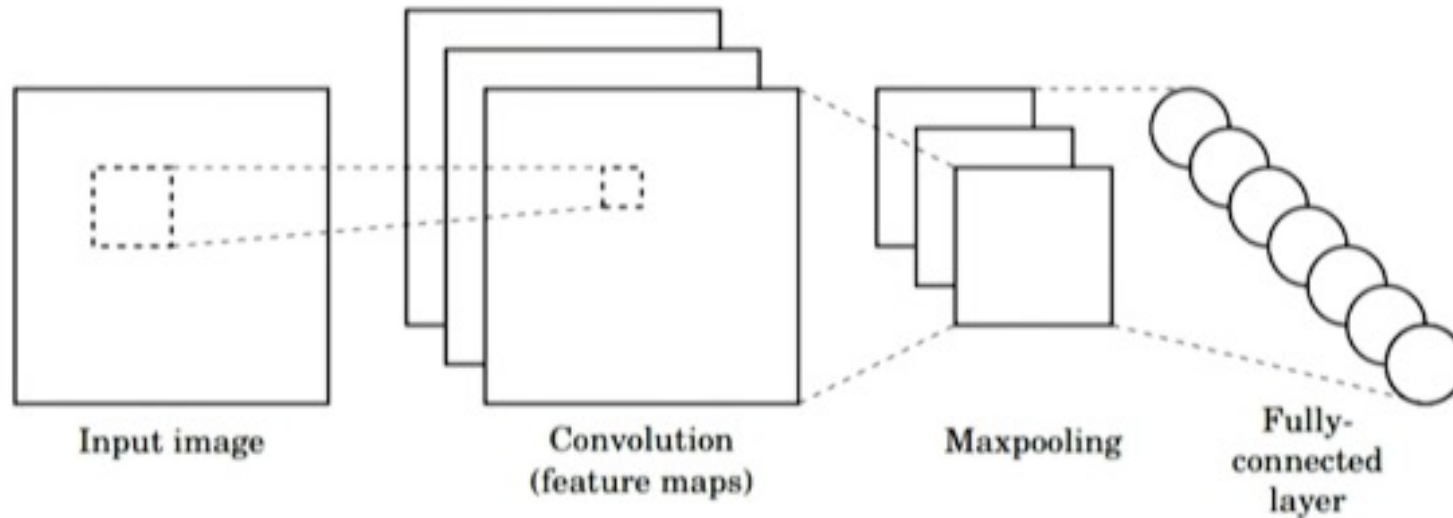 Input image
Convolution
(feature maps)
Maxpooling
Fully-
connected
layer